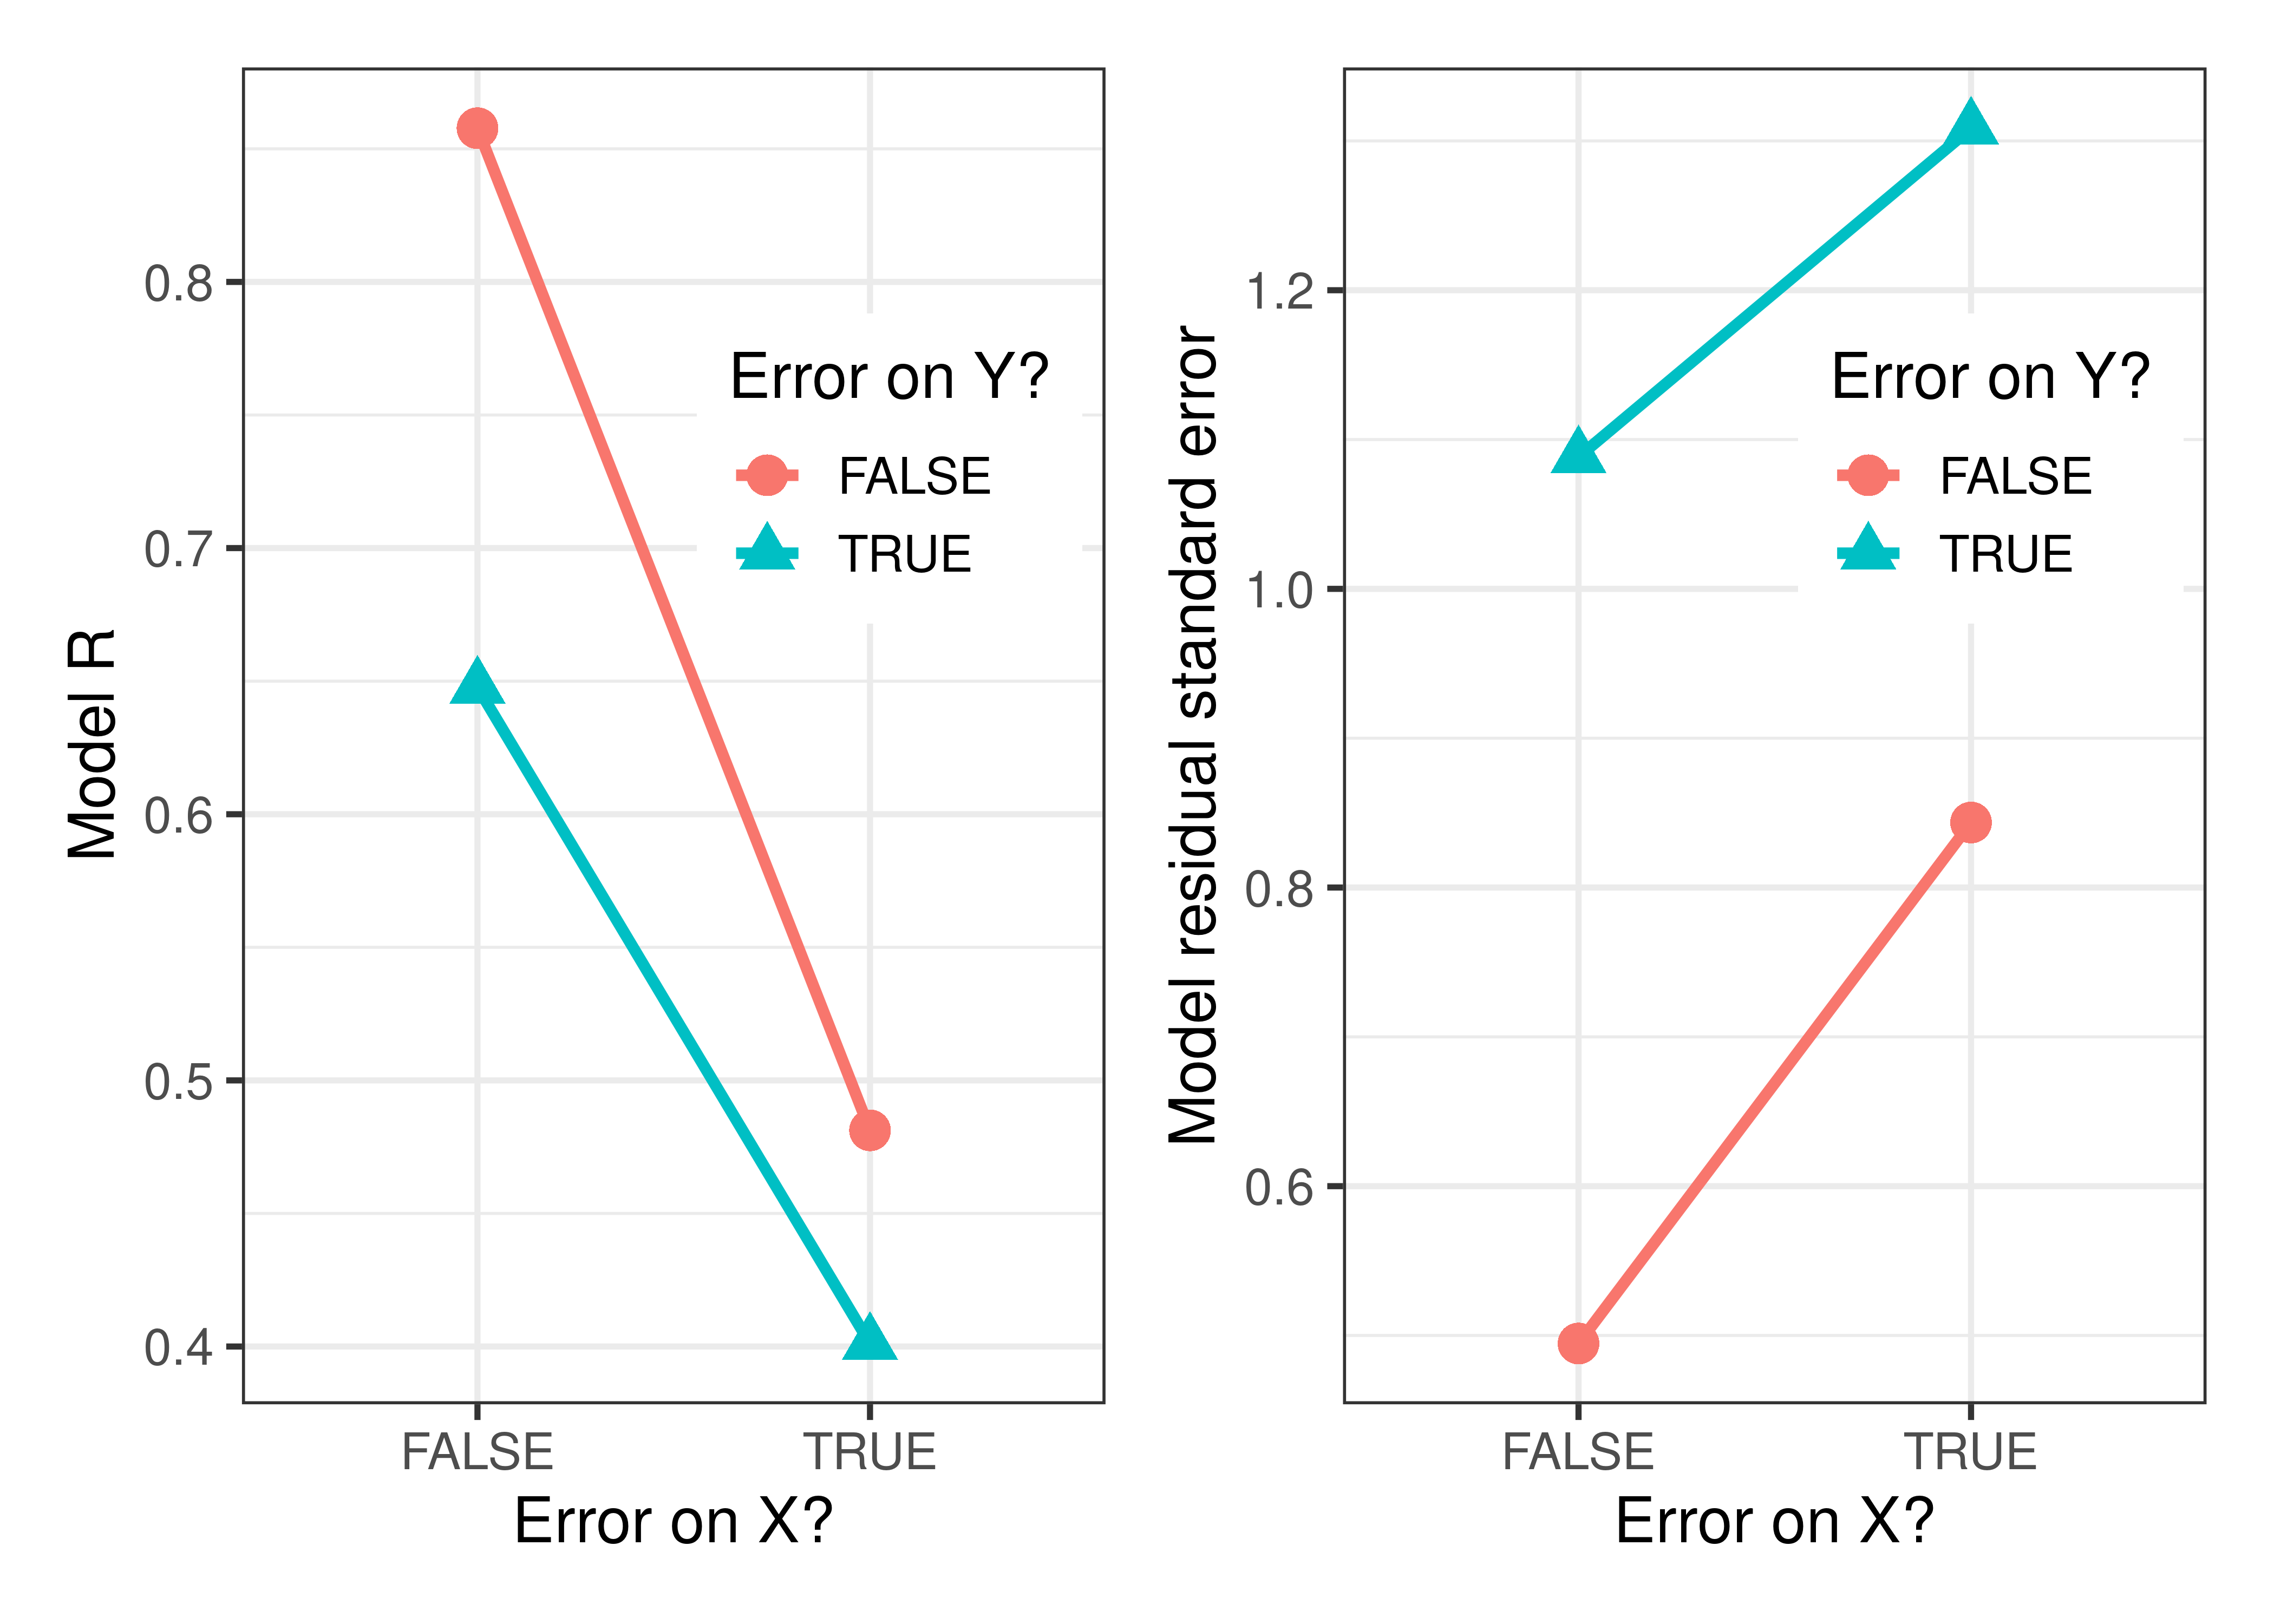 Model R
0.8
0.7
0.6
0.5
0.4
Error on Y?
FALSE
TRUE
FALSE TRUE
Error on X?
Model residual standard error
1.2
1.0
0.8
0.6
Error on Y?
FALSE
TRUE
FALSE TRUE
Error on X?